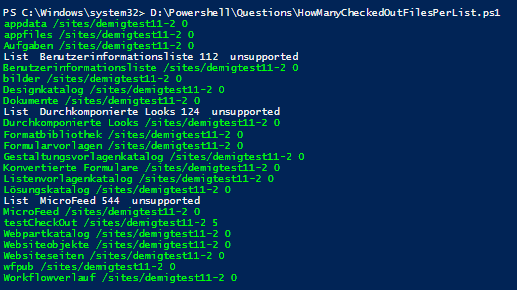 PS C:\Windows\system32> D:\Powershell\Questions\HowManyCheckedOutFilesPerList.ps1
appdata /sites/demigtest11-2 0
appfiles /sites/demigtest11-2 0
Aufgaben /sites/demigtest11-2 0
List  Benutzerinformationsliste 112  unsupported
Benutzerinformationsliste /sites/demigtest11-2 0
bilder /sites/demigtest11-2 0
Designkatalog /sites/demigtest11-2 0
Dokumente /sites/demigtest11-2 0
List  Durchkomponierte Looks 124  unsupported
Durchkomponierte Looks /sites/demigtest11-2 0
Formatbibliothek /sites/demigtest11-2 0
Formularvorlagen /sites/demigtest11-2 0
Gestaltungsvorlagenkatalog /sites/demigtest11-2 0
Konvertierte Formulare /sites/demigtest11-2 0
Listenvorlagenkatalog /sites/demigtest11-2 0
Lösungskatalog /sites/demigtest11-2 0
List  MicroFeed 544  unsupported
MicroFeed /sites/demigtest11-2 0
testCheckOut /sites/demigtest11-2 5
Webpartkatalog /sites/demigtest11-2 0
Websiteobjekte /sites/demigtest11-2 0
Websiteseiten /sites/demigtest11-2 0
wfpub /sites/demigtest11-2 0
Workflowverlauf /sites/demigtest11-2 0